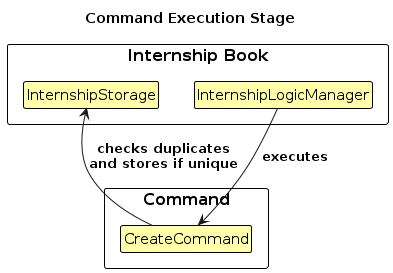 Command Execution Stage
Internship Book
InternshipStorage
InternshipLogicManager
checks duplicates
and stores if unique
executes
Command
CreateCommand